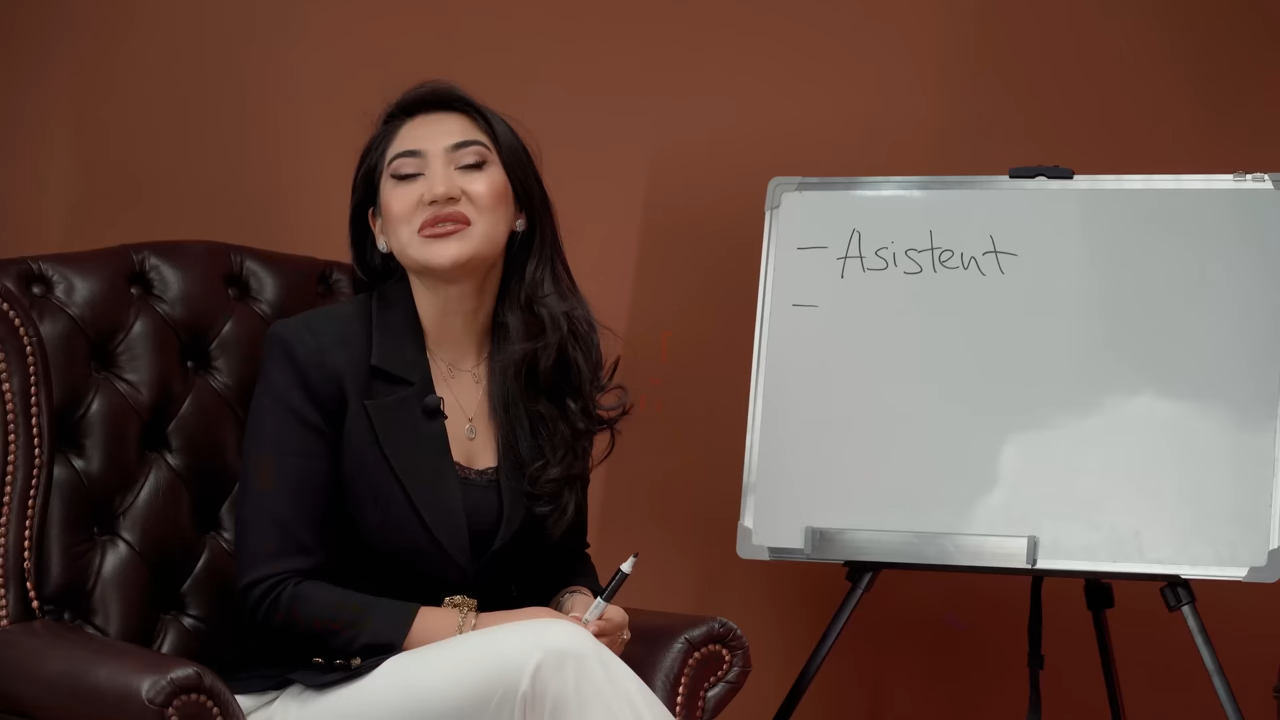 — Asistent
—